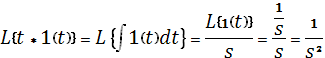 L{t * 1(t)} = L{∫1(t)dt} = L{1(t)}/s = (1/s)/s = 1/s²